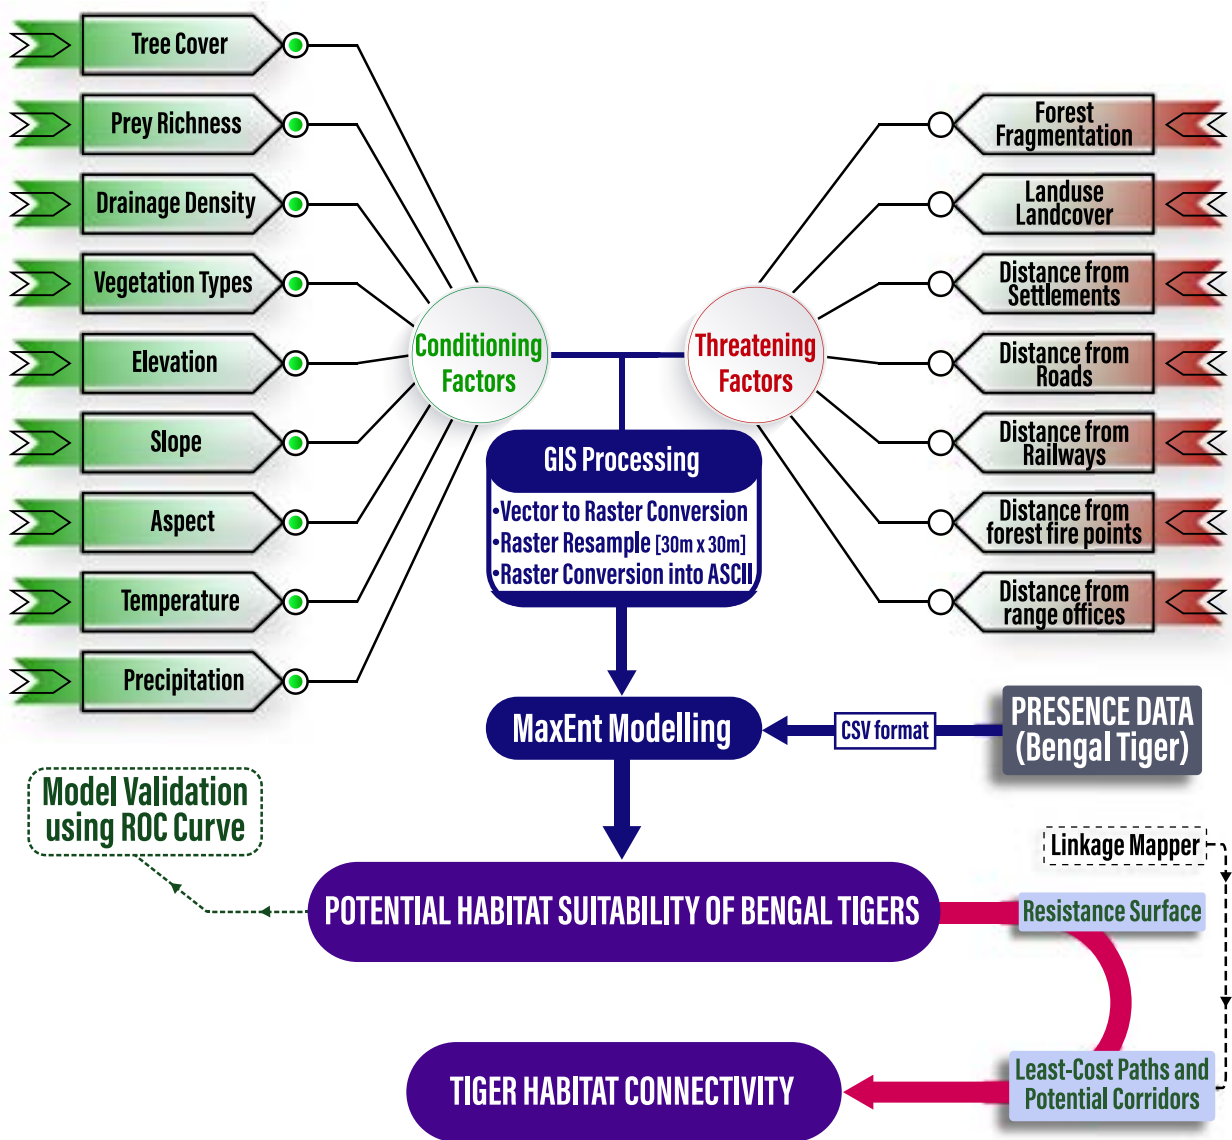 Tree Cover
Prey Richness
Drainage Density
Vegetation Types
Elevation
Slope
Aspect
Temperature
Precipitation
Conditioning
Factors
Threatening
Factors
Forest
Fragmentation
Landuse
Landcover
Distance from
Settlements
Distance from
Roads
Distance from
Railways
Distance from
forest fire points
Distance from
range offices
GIS Processing
•Vector to Raster Conversion
•Raster Resample [30m x 30m]
•Raster Conversion into ASCII
MaxEnt Modelling
CSV format
PRESENCE DATA
(Bengal Tiger)
Model Validation
using ROC Curve
Linkage Mapper
POTENTIAL HABITAT SUITABILITY OF BENGAL TIGERS
Resistance Surface
TIGER HABITAT CONNECTIVITY
Least-Cost Paths and
Potential Corridors